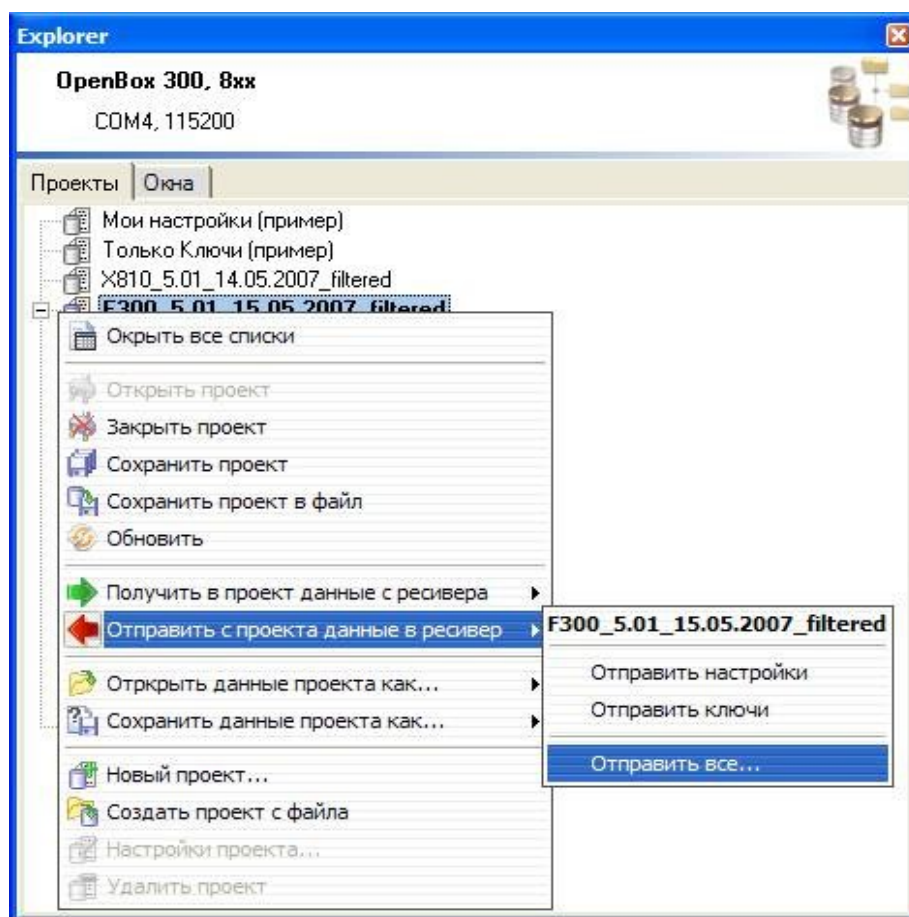 Explorer
OpenBox 300, 8xx
COM4, 115200
Проекты Окна
Мои настройки (пример)
Только Ключи (пример)
X810_5.01_14.05.2007_filtered
F300_5.01_15.05.2007_filtered
Окрыть все списки
Открыть проект
Закрыть проект
Сохранить проект
Сохранить проект в файл
Обновить
Получить в проект данные с ресивера
Отправить с проекта данные в ресивер
F300_5.01_15.05.2007_filtered
Отправить настройки
Отправить ключи
Отправить все...
Отркрыть данные проекта как...
Сохранить данные проекта как...
Новый проект...
Создать проект с файла
Настройки проекта...
Удалить проект